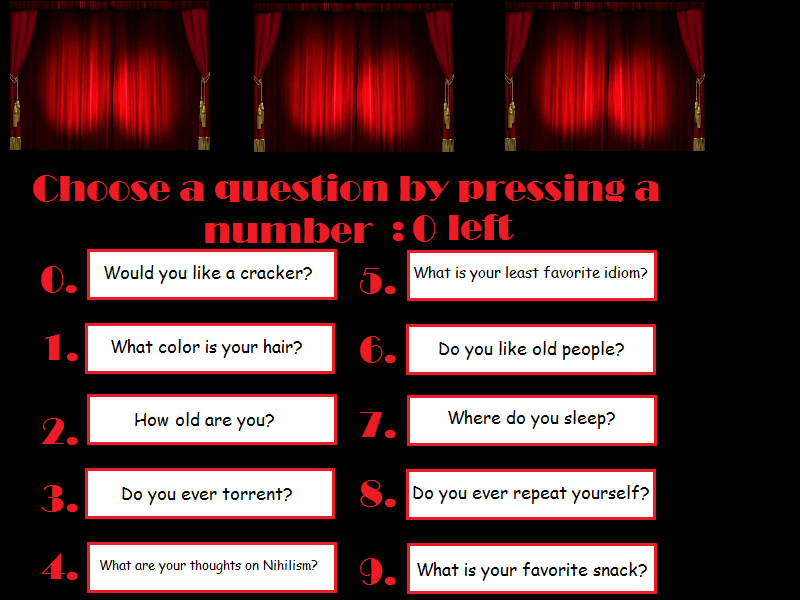 Choose a question by pressing a
number :0 left
0. Would you like a cracker?
1. What color is your hair?
2. How old are you?
3. Do you ever torrent?
4. What are your thoughts on Nihilism?
5. What is your least favorite idiom?
6. Do you like old people?
7. Where do you sleep?
8. Do you ever repeat yourself?
9. What is your favorite snack?